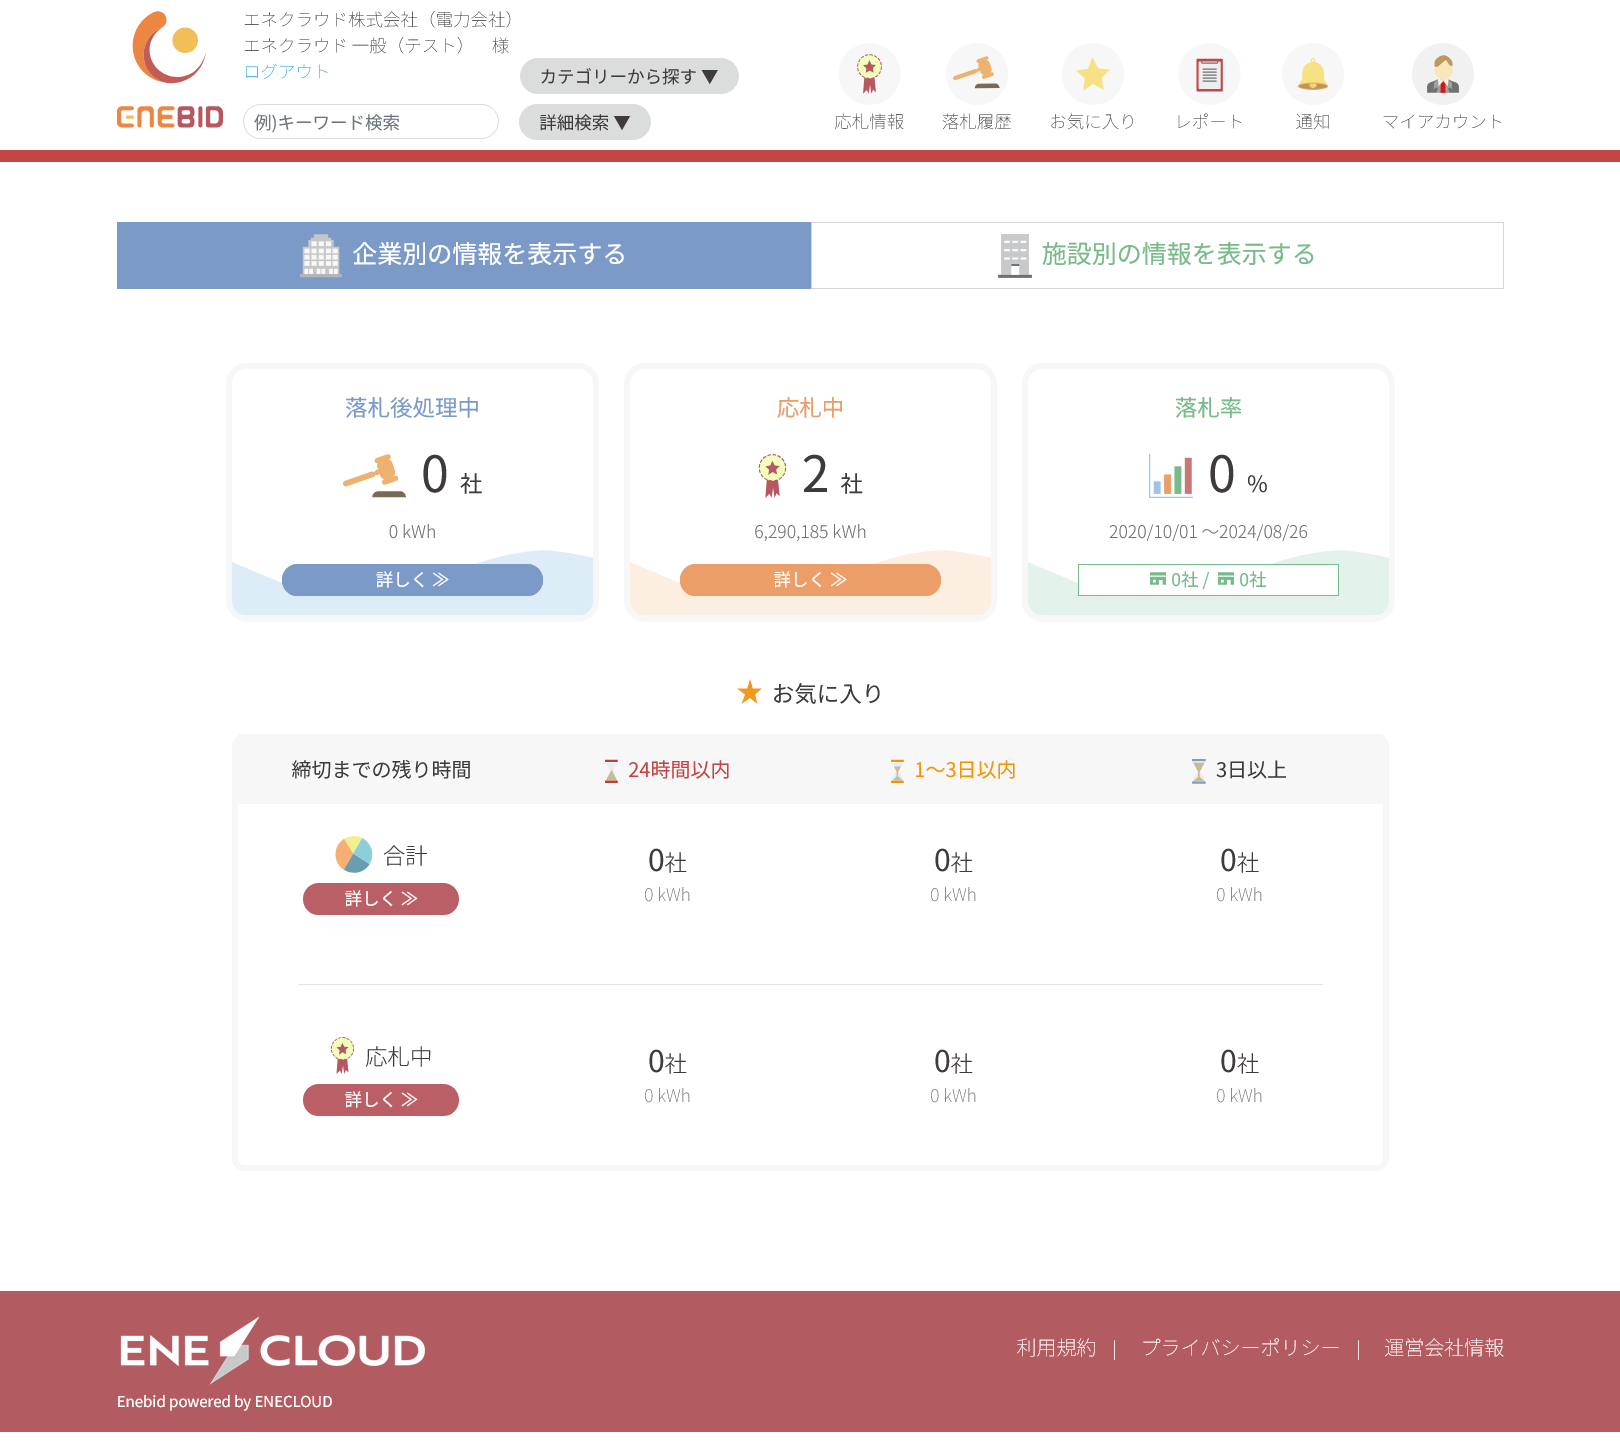 エネクラウド株式会社（電力会社）
エネクラウド 一般（テスト）　様
ログアウト
カテゴリーから探す ▼
ENEBID
例)キーワード検索
詳細検索 ▼
応札情報
落札履歴
お気に入り
レポート
通知
マイアカウント
企業別の情報を表示する
施設別の情報を表示する
落札後処理中
0 社
0 kWh
詳しく ≫
応札中
2 社
6,290,185 kWh
詳しく ≫
落札率
0 %
2020/10/01 〜2024/08/26
0社 / 0社
お気に入り
締切までの残り時間
24時間以内
1〜3日以内
3日以上
合計
詳しく ≫
0社
0 kWh
0社
0 kWh
0社
0 kWh
応札中
詳しく ≫
0社
0 kWh
0社
0 kWh
0社
0 kWh
ENECLOUD
Enebid powered by ENECLOUD
利用規約 | プライバシーポリシー | 運営会社情報